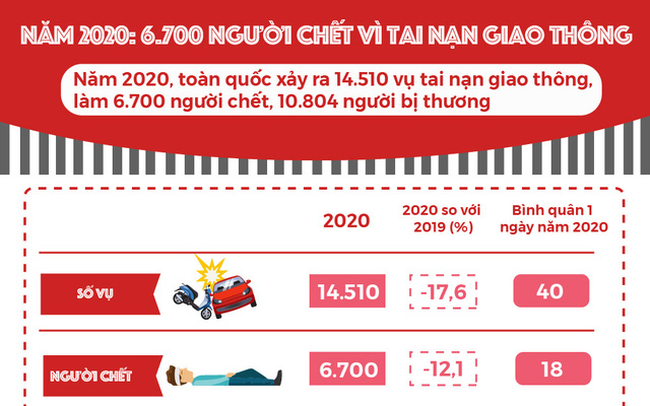 NĂM 2020: 6.700 NGƯỜI CHẾT VÌ TAI NẠN GIAO THÔNG
Năm 2020, toàn quốc xảy ra 14.510 vụ tai nạn giao thông,
làm 6.700 người chết, 10.804 người bị thương
2020
2020 so với
2019 (%)
Bình quân 1
ngày năm 2020
SỐ VỤ
14.510
-17,6
40
NGƯỜI CHẾT
6.700
-12,1
18